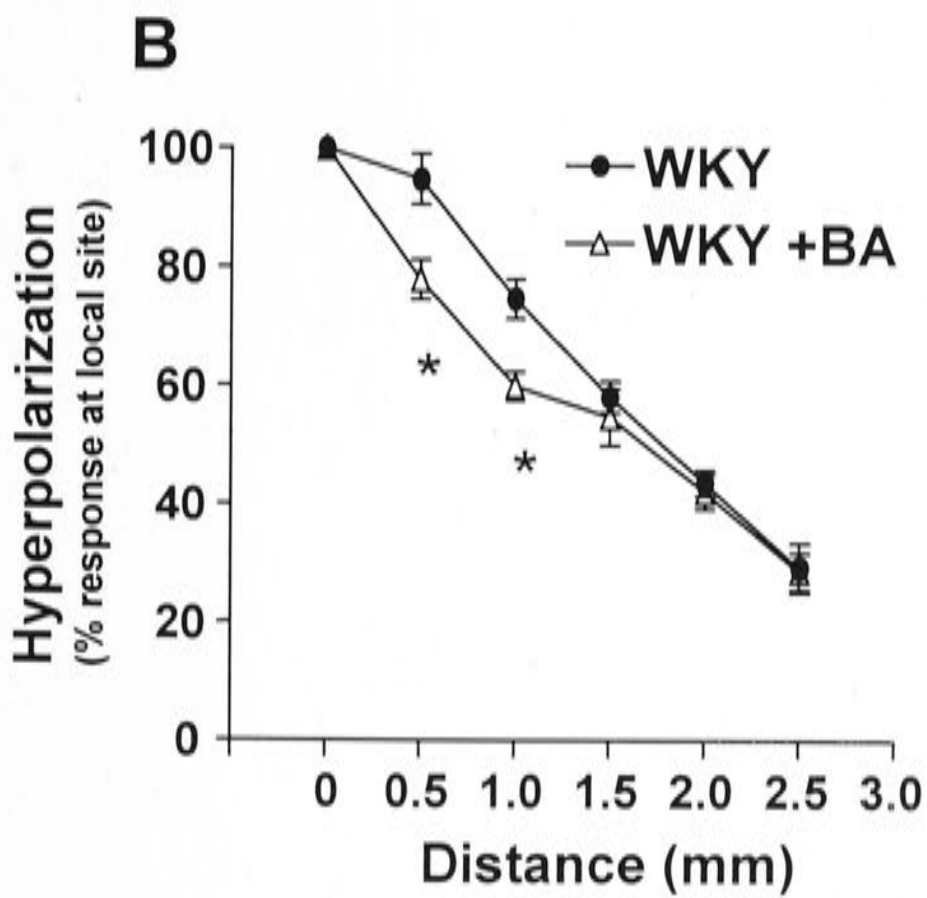 B
Hyperpolarization
(% response at local site)
100
80
60
40
20
0
WKY
WKY +BA
*
*
0 0.5 1.0 1.5 2.0 2.5 3.0
Distance (mm)